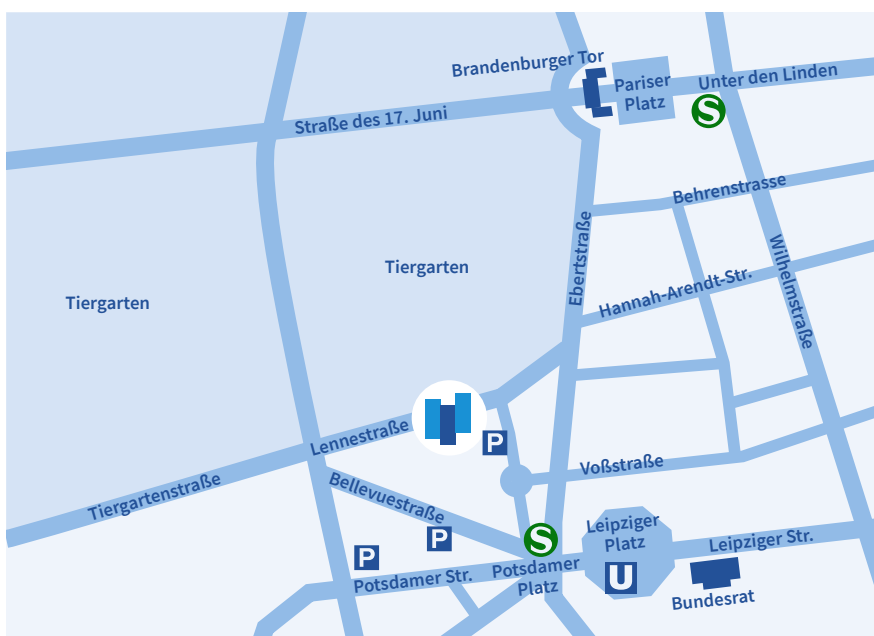 Brandenburger Tor
Pariser
Platz
Unter den Linden
S
Straße des 17. Juni
Behrenstrasse
Ebertstraße
Wilhelmstraße
Tiergarten
Hannah-Arendt-Str.
Tiergarten
Lennestraße
P
Voßstraße
Tiergartenstraße
Bellevuestraße
Leipziger
Platz
S
P
Leipziger Str.
P
Potsdamer Str.
Potsdamer
Platz
U
Bundesrat